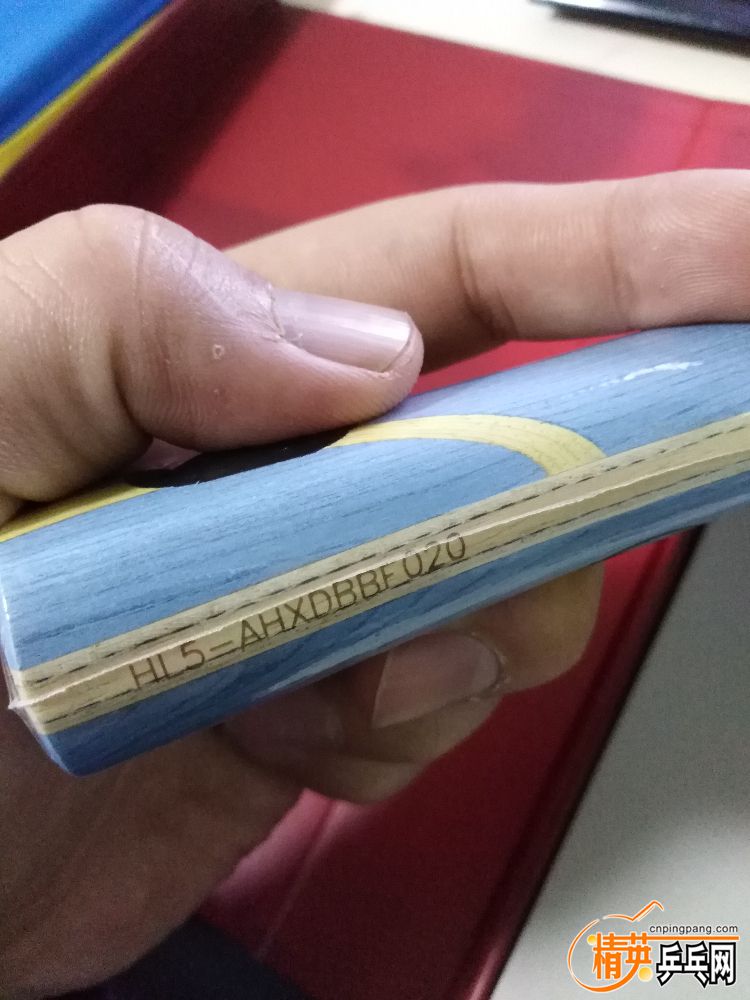 HL5=AHXDBBF020
cnpingpang.com
精英乒乓网